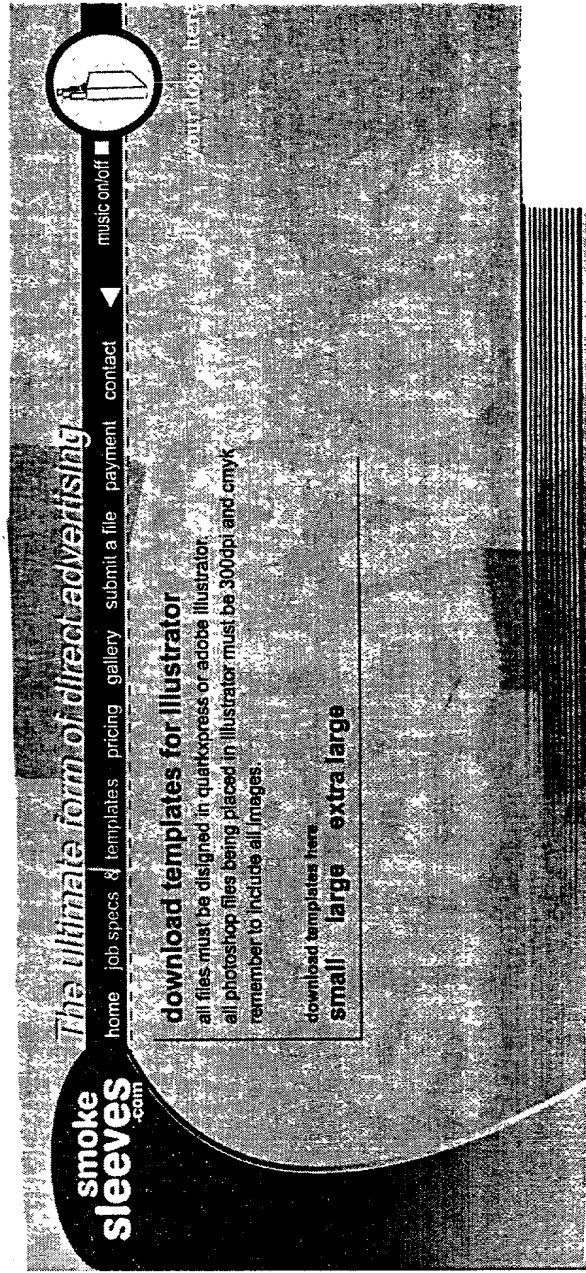 The ultimate form of direct advertising
smoke
sleeves
.com
home job specs & templates pricing gallery submit a file payment contact music on/off
your logo here
download templates for illustrator
all files must be disigned in quarkxpress or adobe illustrator.
all photoshop files being placed in illustrator must be 300dpi and cmyk
remember to include all images.
download templates here
small large extra large